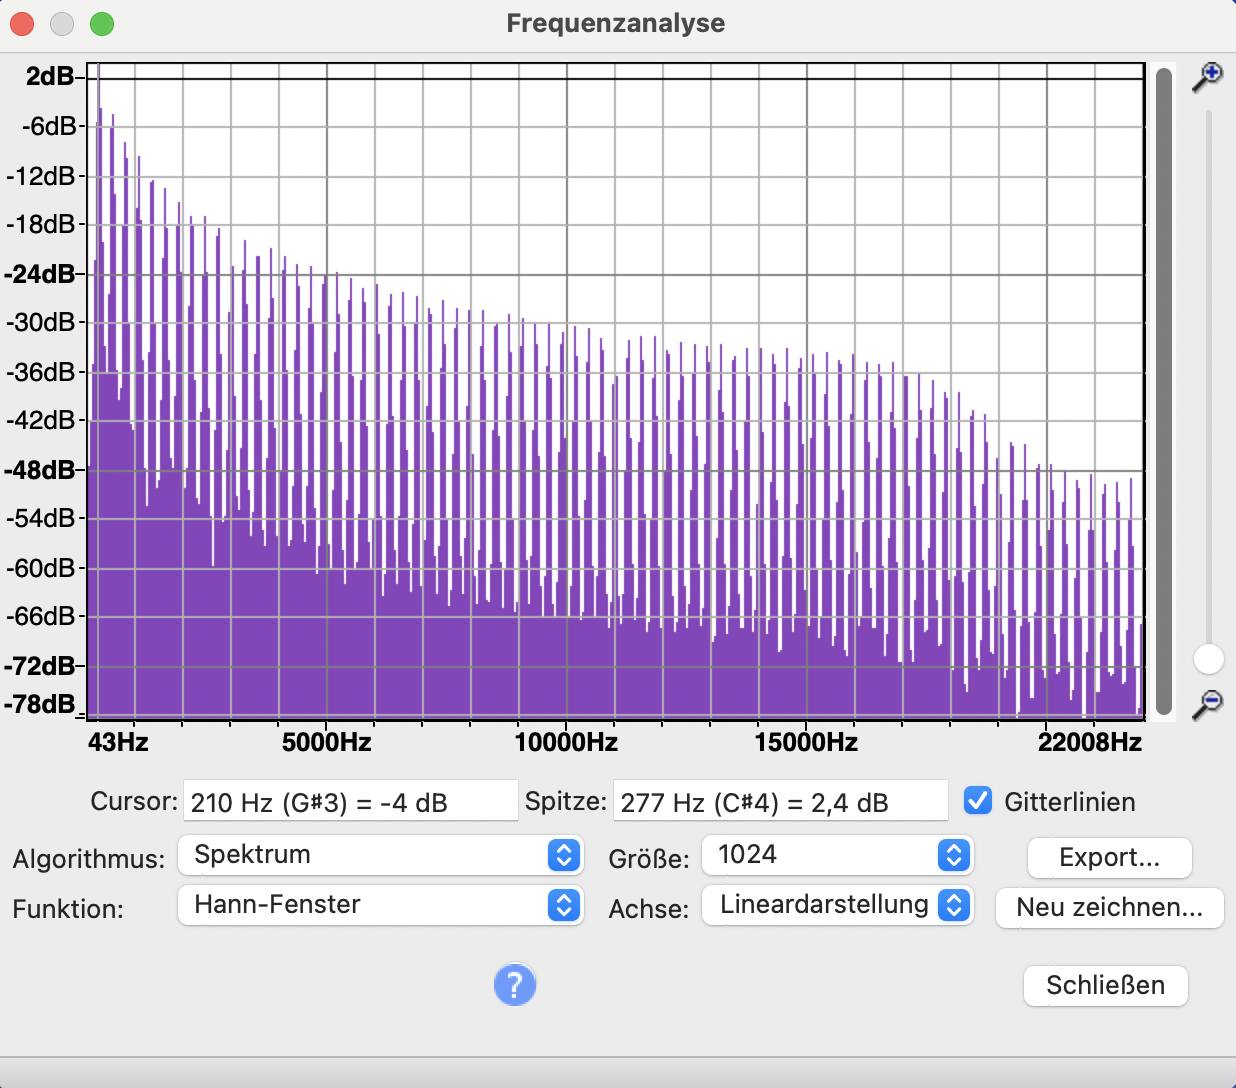 Frequenzanalyse
2dB
-6dB
-12dB
-18dB
-24dB
-30dB
-36dB
-42dB
-48dB
-54dB
-60dB
-66dB
-72dB
-78dB
43Hz 5000Hz 10000Hz 15000Hz 22008Hz
Cursor: 210 Hz (G#3) = -4 dB Spitze: 277 Hz (C#4) = 2,4 dB Gitterlinien
Algorithmus: Spektrum Größe: 1024 Export...
Funktion: Hann-Fenster Achse: Lineardarstellung Neu zeichnen...
? Schließen